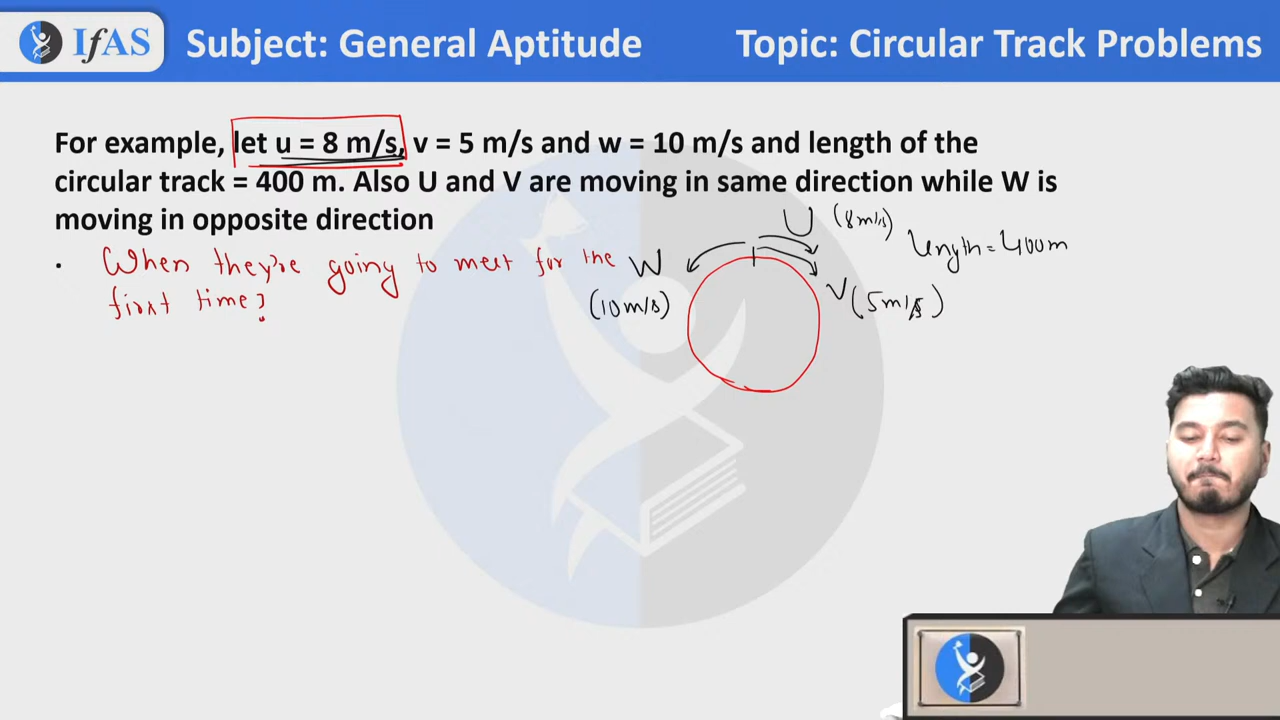 IfAS
Subject: General Aptitude
Topic: Circular Track Problems
For example, let u = 8 m/s, v = 5 m/s and w = 10 m/s and length of the
circular track = 400 m. Also U and V are moving in same direction while W is
moving in opposite direction
• When they're going to meet for the
first time?
U (8m/s)
Length = 400m
W
(10m/s)
V (5m/s)